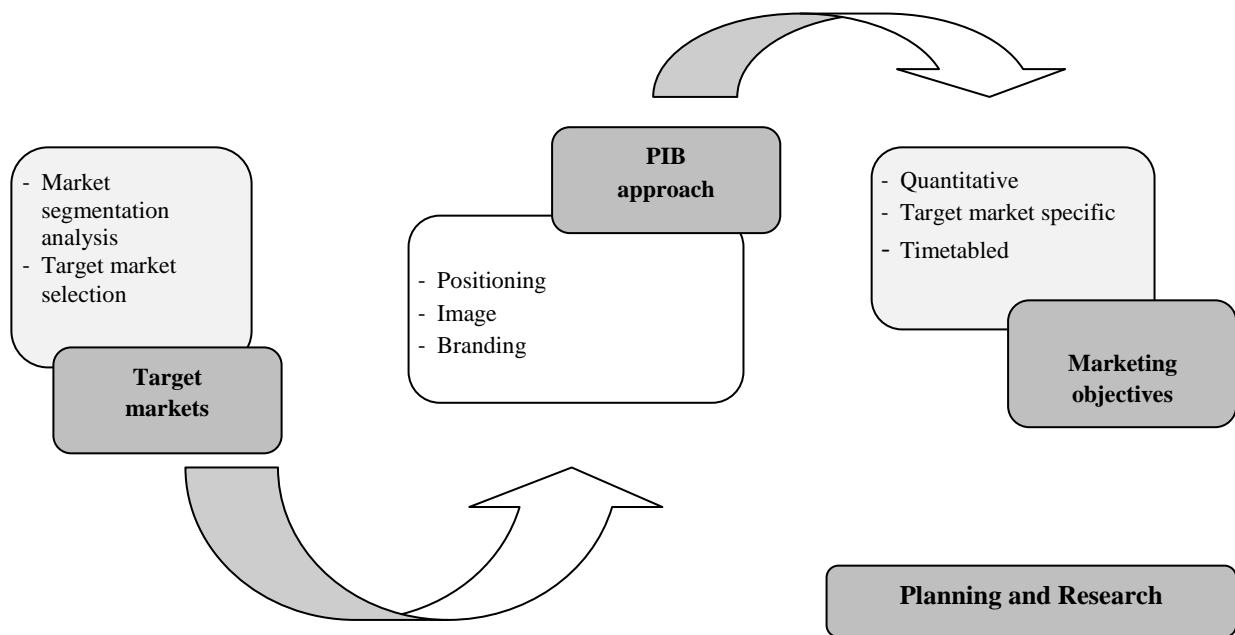 - Market
segmentation
analysis
- Target market
selection
Target
markets
PIB
approach
- Positioning
- Image
- Branding
- Quantitative
- Target market specific
- Timetabled
Marketing
objectives
Planning and Research